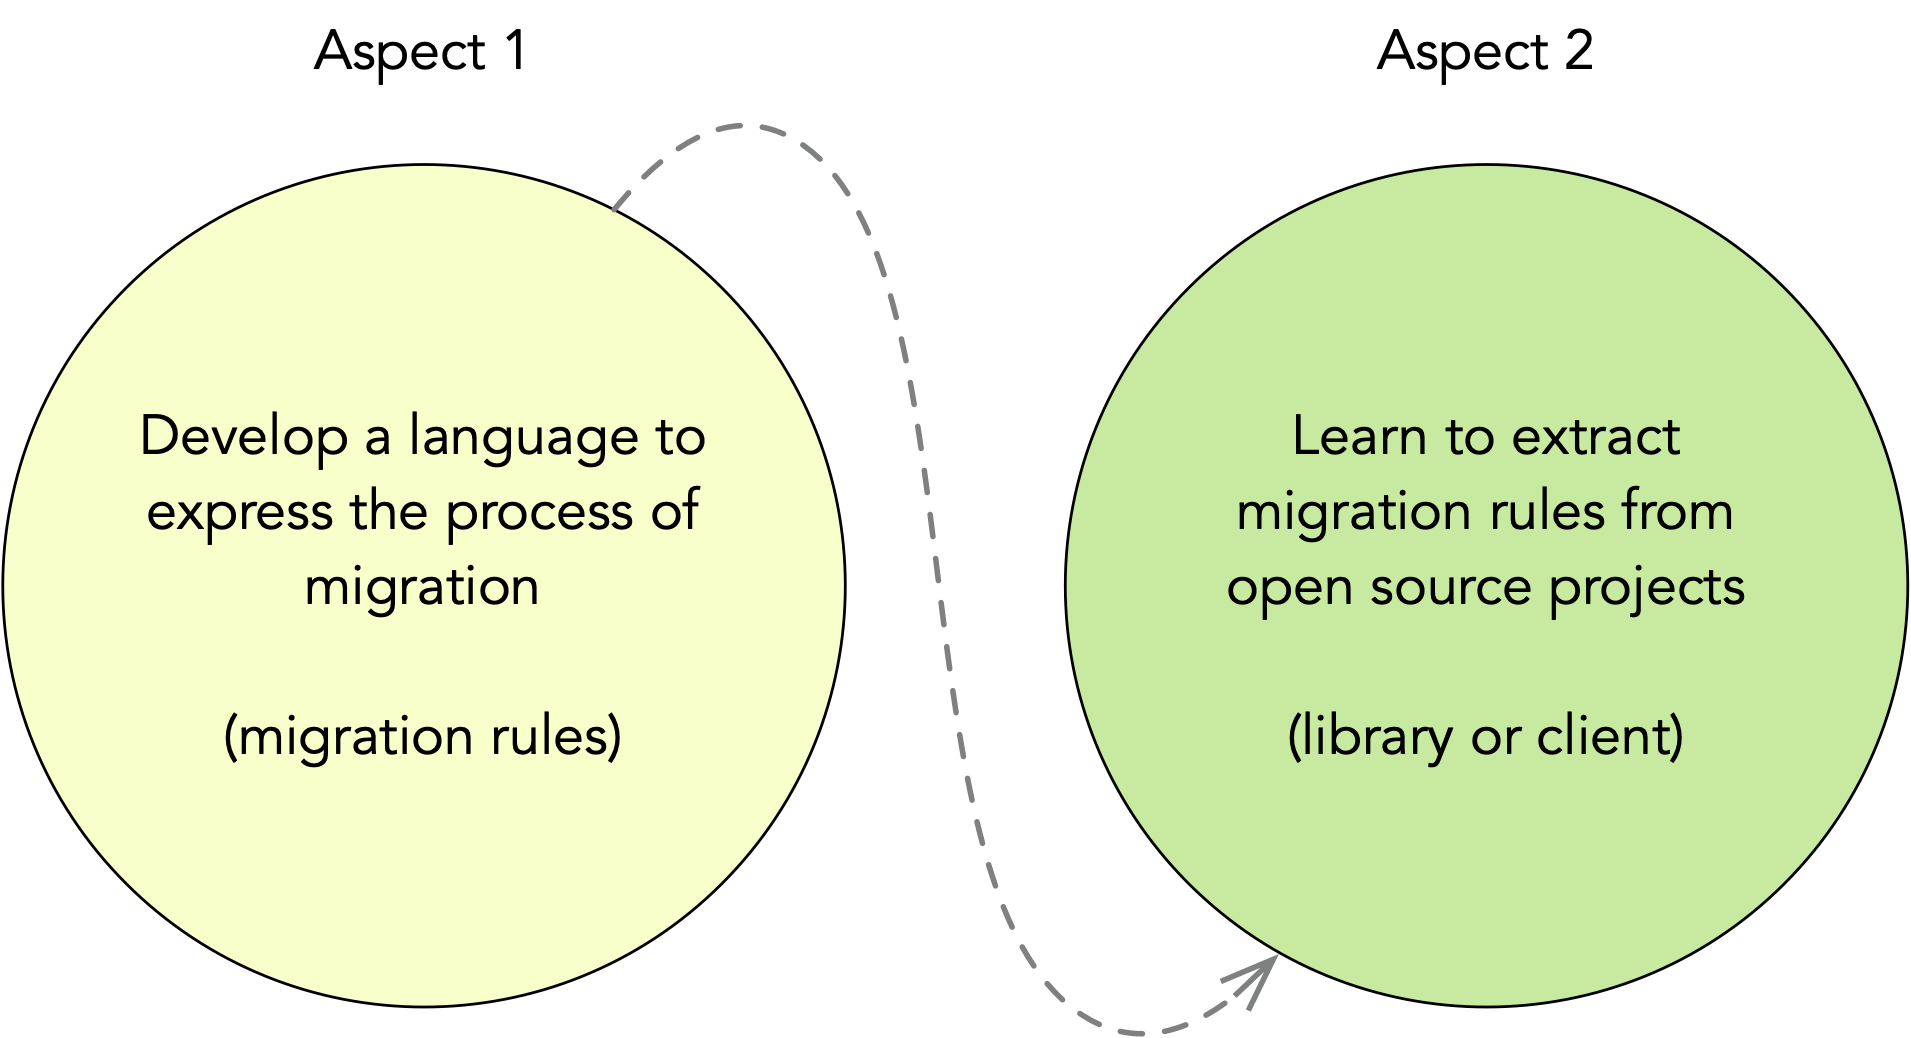 Aspect 1
Develop a language to
express the process of
migration
(migration rules)
Aspect 2
Learn to extract
migration rules from
open source projects
(library or client)